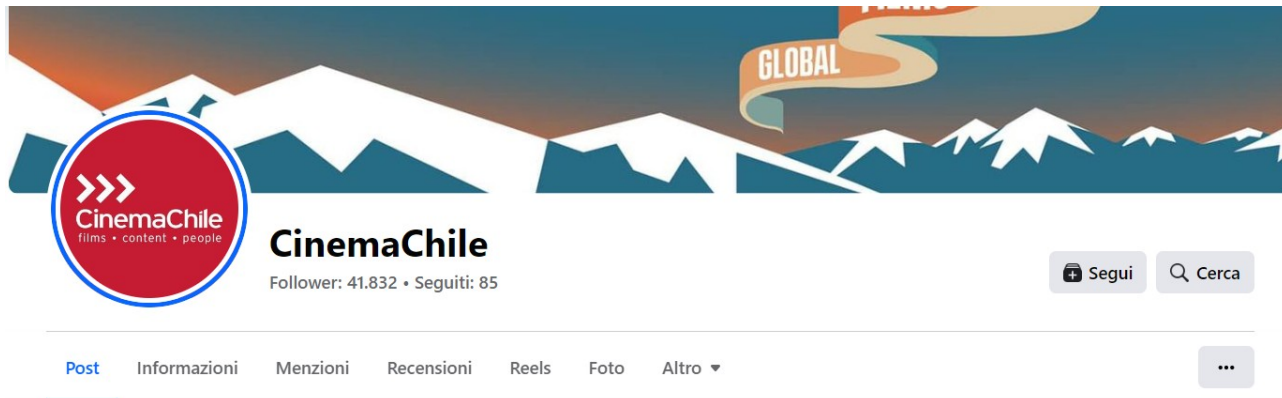 GLOBAL
>>>
CinemaChile
films • content • people
CinemaChile
Follower: 41.832 • Seguiti: 85
Segui
Cerca
Post
Informazioni
Menzioni
Recensioni
Reels
Foto
Altro